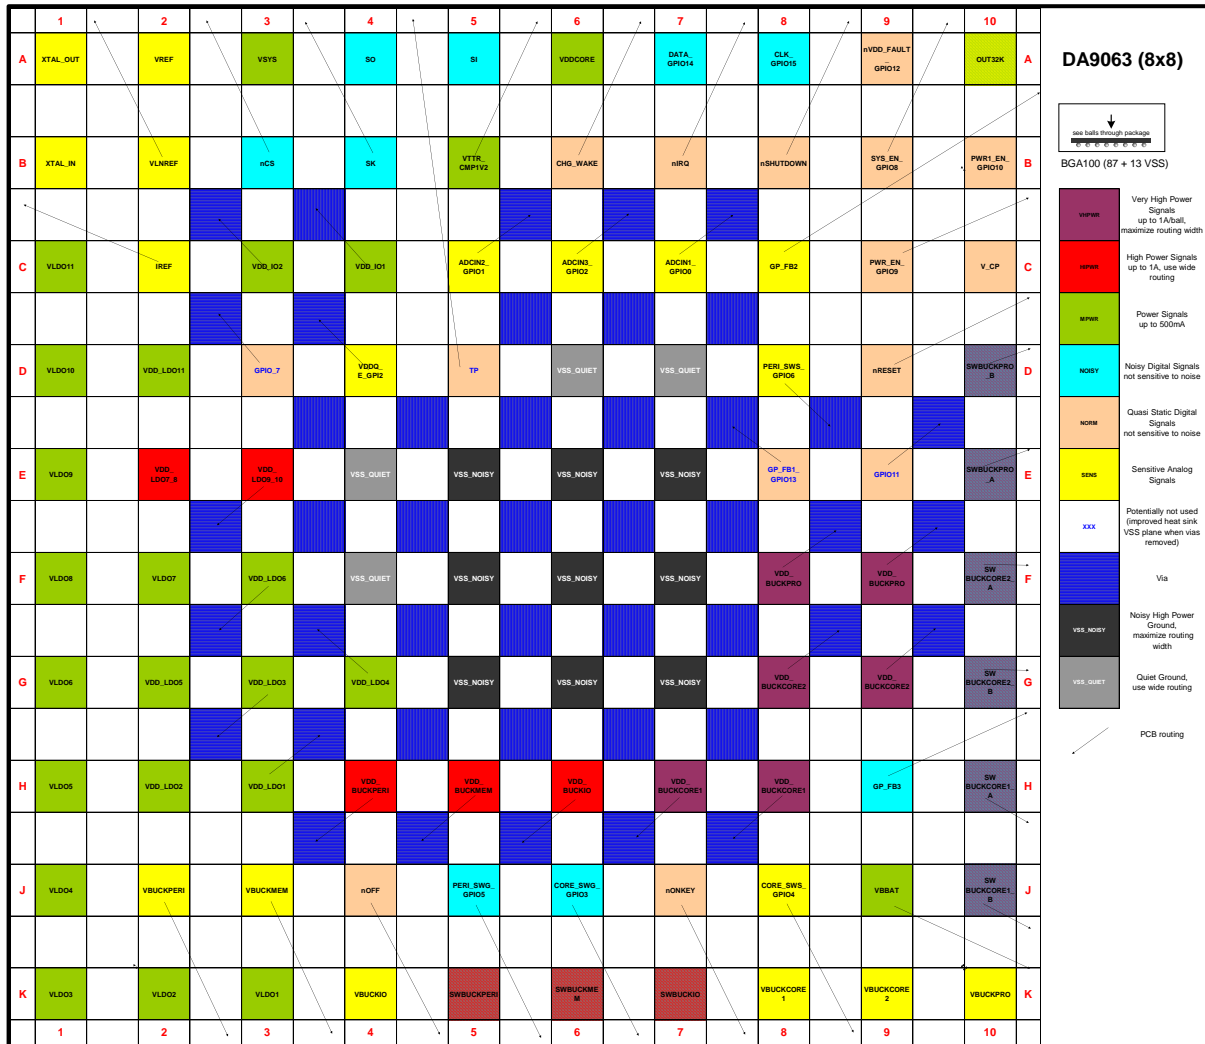 1 2 3 4 5 6 7 8 9 10
A XTAL_OUT VREF VSYS SO SI VDDCORE DATA_ GPIO14 CLK_ GPIO15 nVDD_FAULT _ GPIO12 OUT32K A
DA9063 (8x8)
see balls through package
BGA100 (87 + 13 VSS)
B XTAL_IN VLNREF nCS SK VTTR_ CMP1V2 CHG_WAKE nIRQ nSHUTDOWN SYS_EN_ GPIO8 PWR1_EN_ GPIO10 B
C VLDO11 IREF VDD_IO2 VDD_IO1 ADCIN2_ GPIO1 ADCIN3_ GPIO2 ADCIN1_ GPIO0 GP_FB2 PWR_EN_ GPIO9 V_CP C
D VLDO10 VDD_LDO11 GPIO_7 VDDQ_ E_GPI2 TP VSS_QUIET VSS_QUIET PERI_SWS_ GPIO6 nRESET SWBUCKPRO _B D
E VLDO9 VDD_ LDO7_8 VDD_ LDO9_10 VSS_QUIET VSS_NOISY VSS_NOISY VSS_NOISY GP_FB1_ GPIO13 GPIO11 SWBUCKPRO _A E
F VLDO8 VLDO7 VDD_LDO6 VSS_QUIET VSS_NOISY VSS_NOISY VSS_NOISY VDD_ BUCKPRO VDD_ BUCKPRO SW BUCKCORE2_ A F
G VLDO6 VDD_LDO5 VDD_LDO3 VDD_LDO4 VSS_NOISY VSS_NOISY VSS_NOISY VDD_ BUCKCORE2 VDD_ BUCKCORE2 SW BUCKCORE2_ B G
H VLDO5 VDD_LDO2 VDD_LDO1 VDD_ BUCKPERI VDD_ BUCKMEM VDD_ BUCKIO VDD_ BUCKCORE1 VDD_ BUCKCORE1 GP_FB3 SW BUCKCORE1_ A H
J VLDO4 VBUCKPERI VBUCKMEM nOFF PERI_SWG_ GPIO5 CORE_SWG_ GPIO3 nONKEY CORE_SWS_ GPIO4 VBBAT SW BUCKCORE1_ B J
K VLDO3 VLDO2 VLDO1 VBUCKIO SWBUCKPERI SWBUCKME M SWBUCKIO VBUCKCORE 1 VBUCKCORE 2 VBUCKPRO K
1 2 3 4 5 6 7 8 9 10
VHPWR
Very High Power
Signals
up to 1A/ball,
maximize routing width
High Power Signals
up to 1A, use wide
routing
MPWR
Power Signals
up to 500mA
NOISY
Noisy Digital Signals
not sensitive to noise
NORM
Quasi Static Digital
Signals
not sensitive to noise
SENS
Sensitive Analog
Signals
XXX
Potentially not used
(improved heat sink
VSS plane when vias
removed)
Via
VSS_NOISY
Noisy High Power
Ground,
maximize routing
width
VSS_QUIET
Quiet Ground,
use wide routing
PCB routing